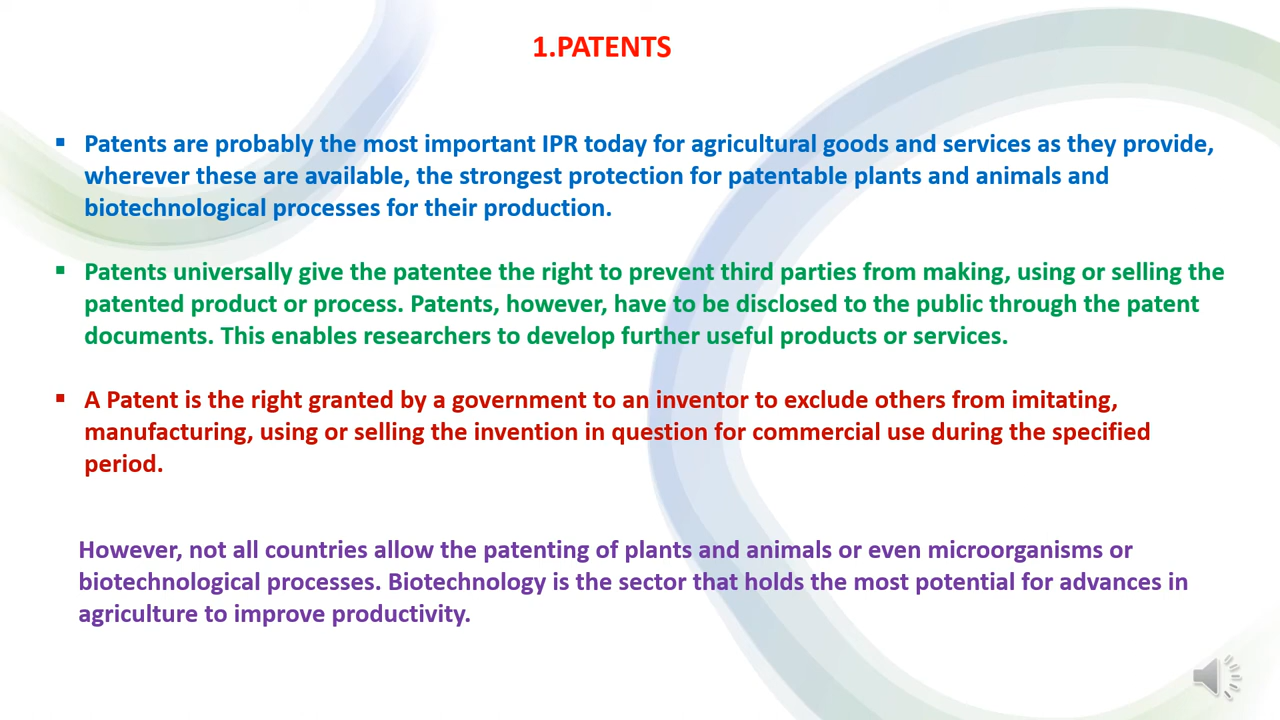 1.PATENTS
▪ Patents are probably the most important IPR today for agricultural goods and services as they provide,
wherever these are available, the strongest protection for patentable plants and animals and
biotechnological processes for their production.
▪ Patents universally give the patentee the right to prevent third parties from making, using or selling the
patented product or process. Patents, however, have to be disclosed to the public through the patent
documents. This enables researchers to develop further useful products or services.
▪ A Patent is the right granted by a government to an inventor to exclude others from imitating,
manufacturing, using or selling the invention in question for commercial use during the specified
period.
However, not all countries allow the patenting of plants and animals or even microorganisms or
biotechnological processes. Biotechnology is the sector that holds the most potential for advances in
agriculture to improve productivity.